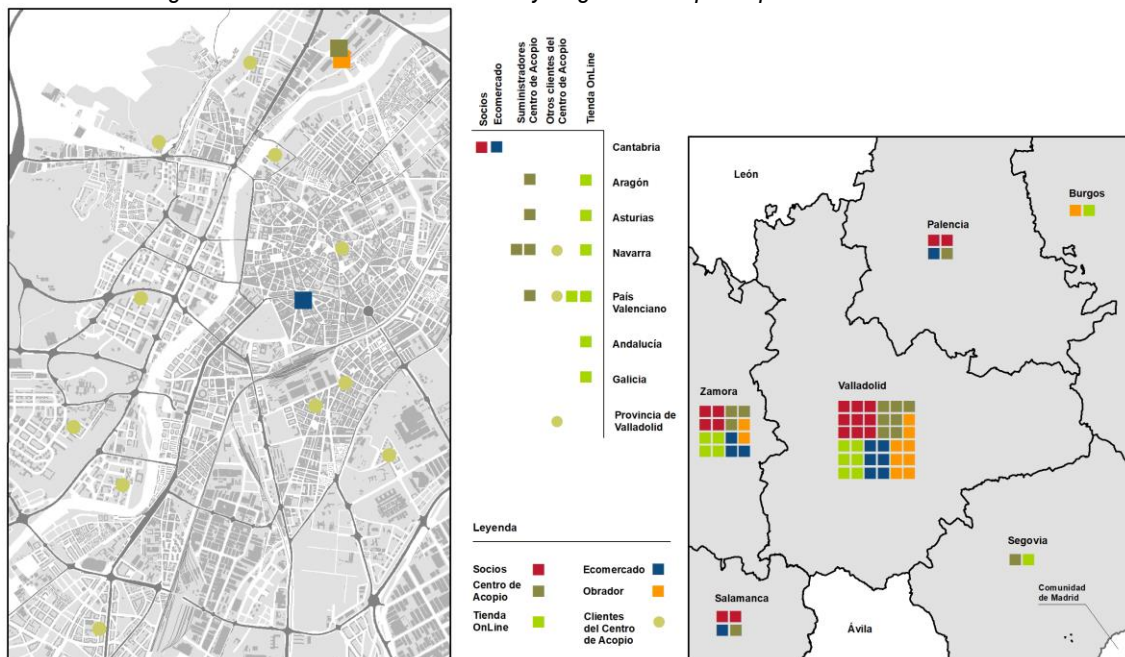 Socios
Ecomercado
Suministradores
Centro de Acopio
Otros clientes del
Centro de Acopio
Tienda OnLine
Cantabria
Aragón
Asturias
Navarra
País
Valenciano
Andalucía
Galicia
Provincia de
Valladolid
Leyenda
Socios
Centro de
Acopio
Tienda
OnLine
Ecomercado
Obrador
Clientes
del Centro
de Acopio
León
Burgos
Palencia
Zamora
Valladolid
Segovia
Comunidad
de Madrid
Salamanca
Ávila